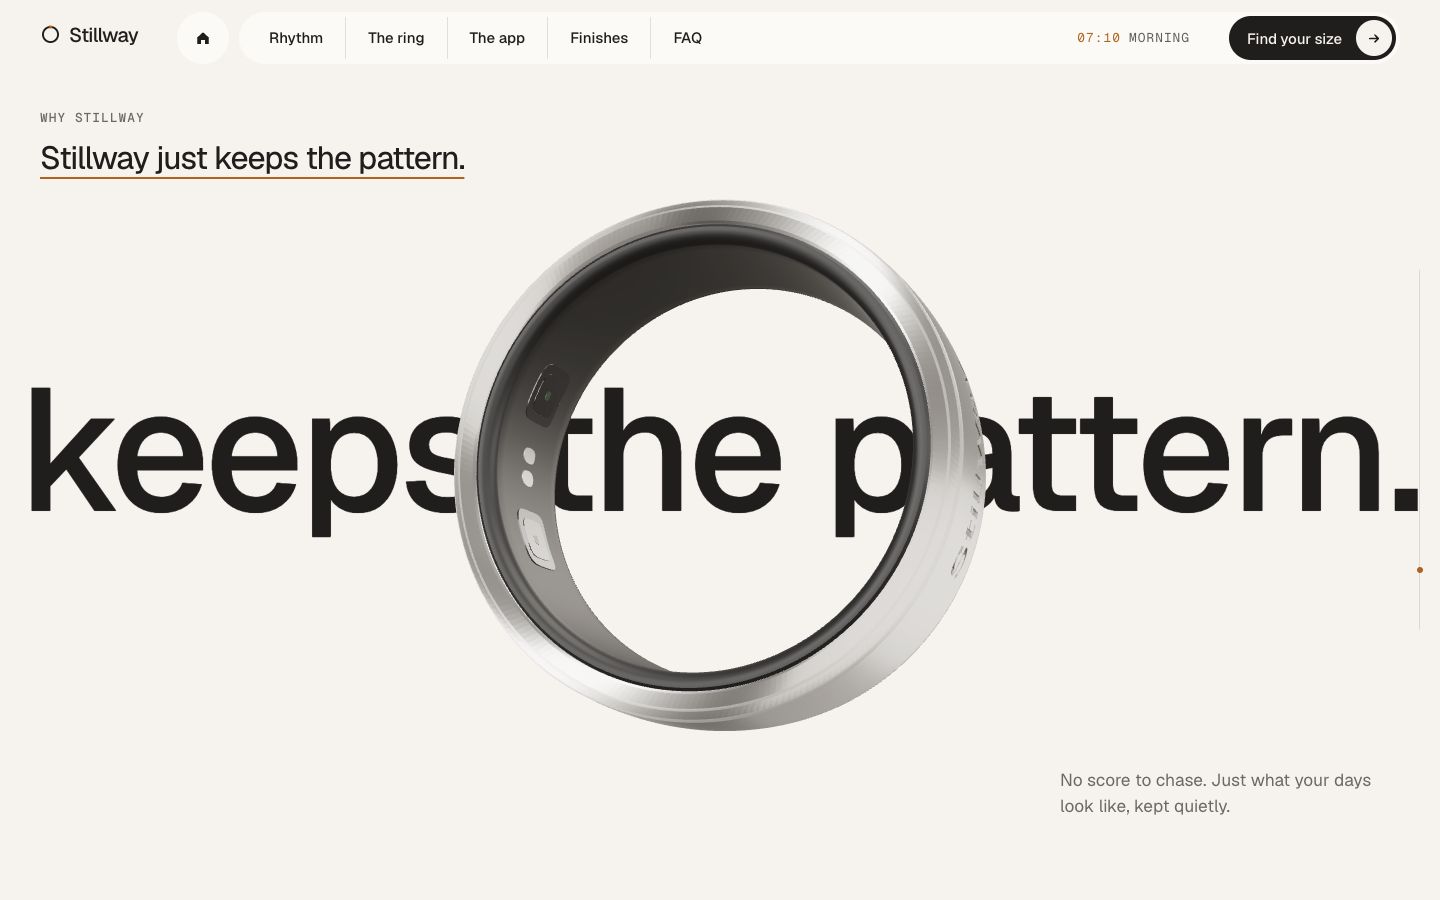 Stillway
Rhythm
The ring
The app
Finishes
FAQ
07:10 MORNING
Find your size
WHY STILLWAY
Stillway just keeps the pattern.
keeps the pattern.
No score to chase. Just what your days
look like, kept quietly.